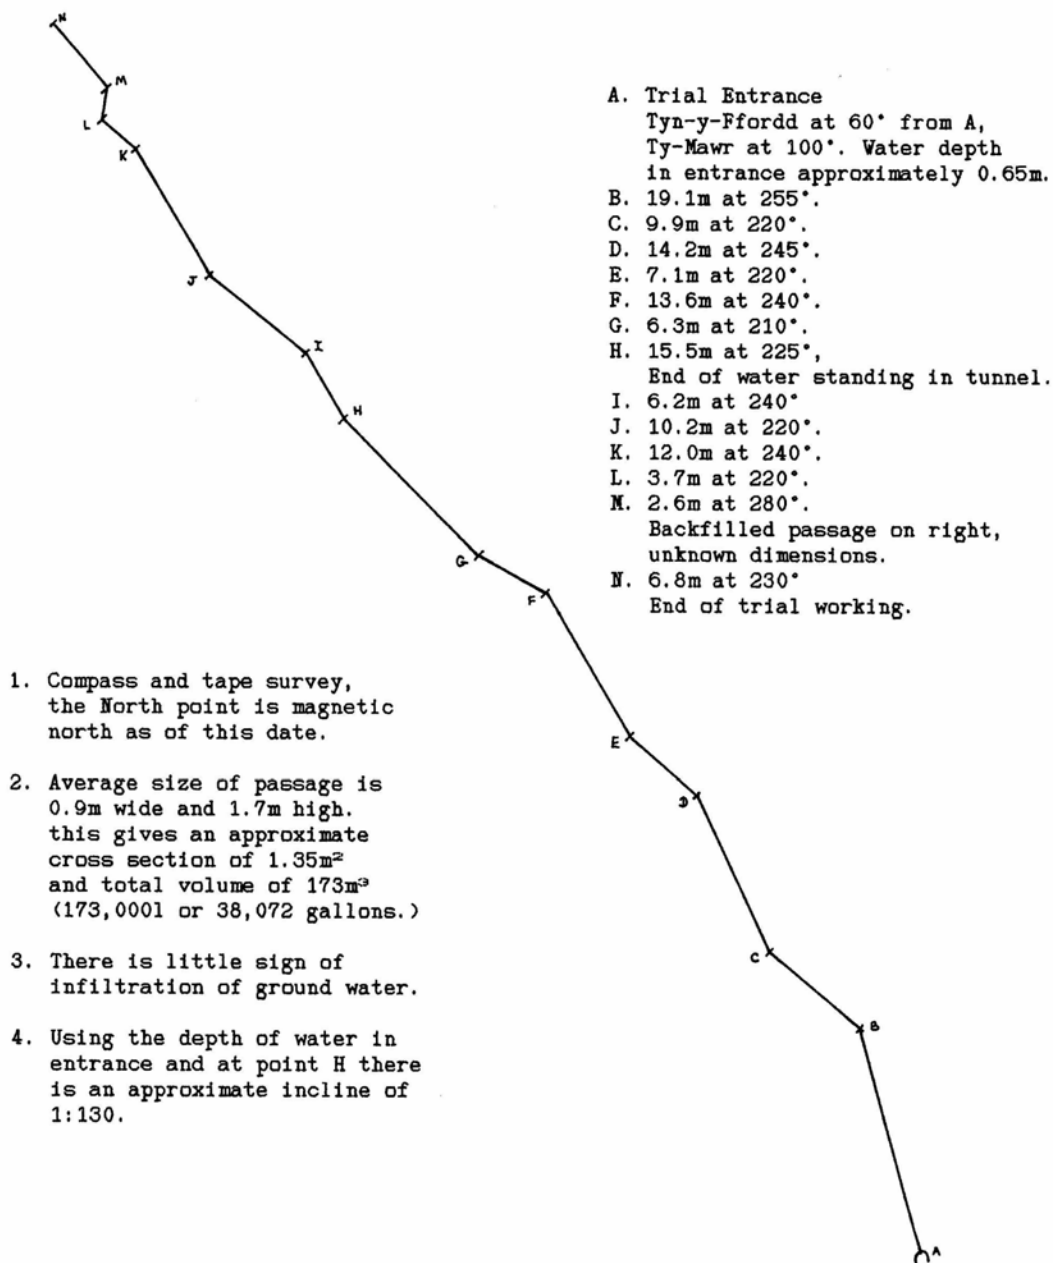 N
M
L
K
J
I
H
G
F
E
D
C
B
A
A. Trial Entrance
Tyn-y-Ffordd at 60° from A,
Ty-Mawr at 100°. Water depth
in entrance approximately 0.65m.
B. 19.1m at 255°.
C. 9.9m at 220°.
D. 14.2m at 245°.
E. 7.1m at 220°.
F. 13.6m at 240°.
G. 6.3m at 210°.
H. 15.5m at 225°,
End of water standing in tunnel.
I. 6.2m at 240°
J. 10.2m at 220°.
K. 12.0m at 240°.
L. 3.7m at 220°.
M. 2.6m at 280°.
Backfilled passage on right,
unknown dimensions.
N. 6.8m at 230°
End of trial working.
1. Compass and tape survey,
the North point is magnetic
north as of this date.
2. Average size of passage is
0.9m wide and 1.7m high.
this gives an approximate
cross section of 1.35m²
and total volume of 173m³
(173,000l or 38,072 gallons.)
3. There is little sign of
infiltration of ground water.
4. Using the depth of water in
entrance and at point H there
is an approximate incline of
1:130.